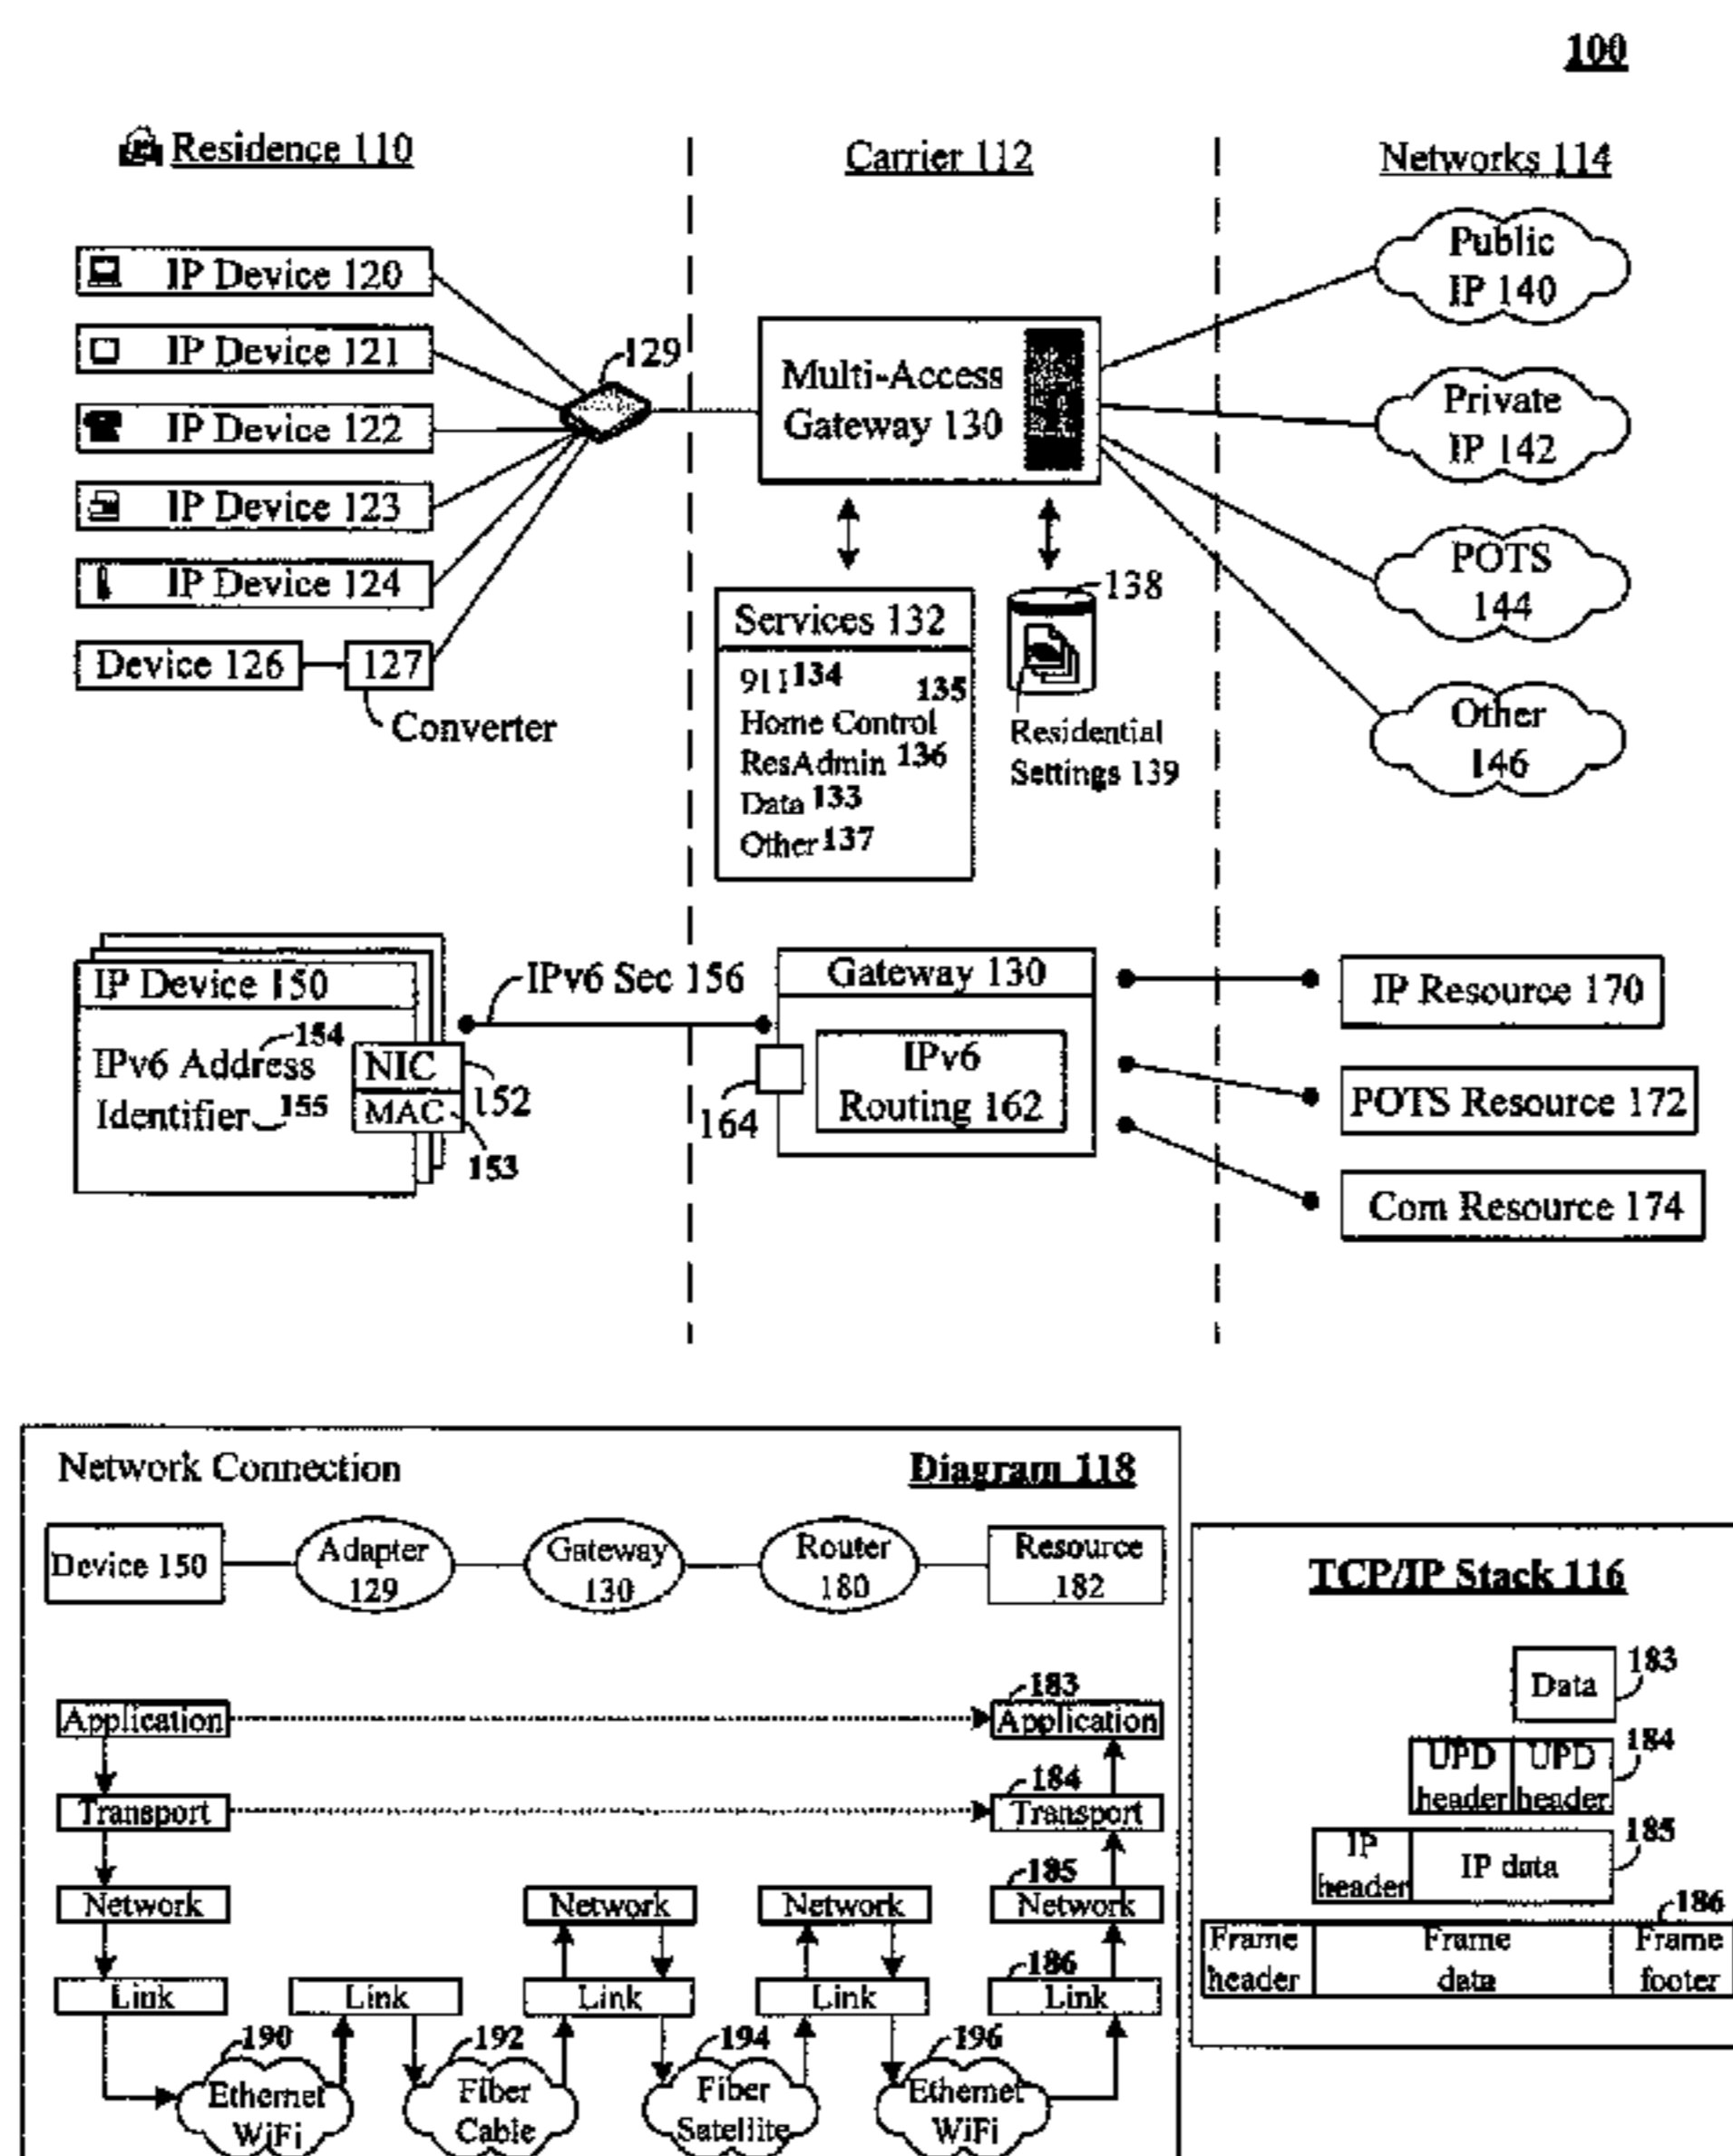 100
Residence 110
Carrier 112
Networks 114
IP Device 120
IP Device 121
IP Device 122
IP Device 123
IP Device 124
Device 126
127
Converter
129
Multi-Access
Gateway 130
Services 132
911 134
135
Home Control
ResAdmin 136
Data 133
Other 137
138
Residential
Settings 139
Public
IP 140
Private
IP 142
POTS
144
Other
146
IP Device 150
154
IPv6 Address
Identifier 155
NIC
MAC
152
153
IPv6 Sec 156
Gateway 130
IPv6
Routing 162
164
IP Resource 170
POTS Resource 172
Com Resource 174
Network Connection
Diagram 118
Device 150
Adapter
129
Gateway
130
Router
180
Resource
182
Application
183
Application
Transport
184
Transport
Network
Network
Network
185
Network
Link
Link
Link
Link
186
Link
190
Ethernet
WiFi
192
Fiber
Cable
194
Fiber
Satellite
196
Ethernet
WiFi
TCP/IP Stack 116
Data
183
UPD
header
UPD
header
184
IP
header
IP data
185
186
Frame
header
Frame
data
Frame
footer